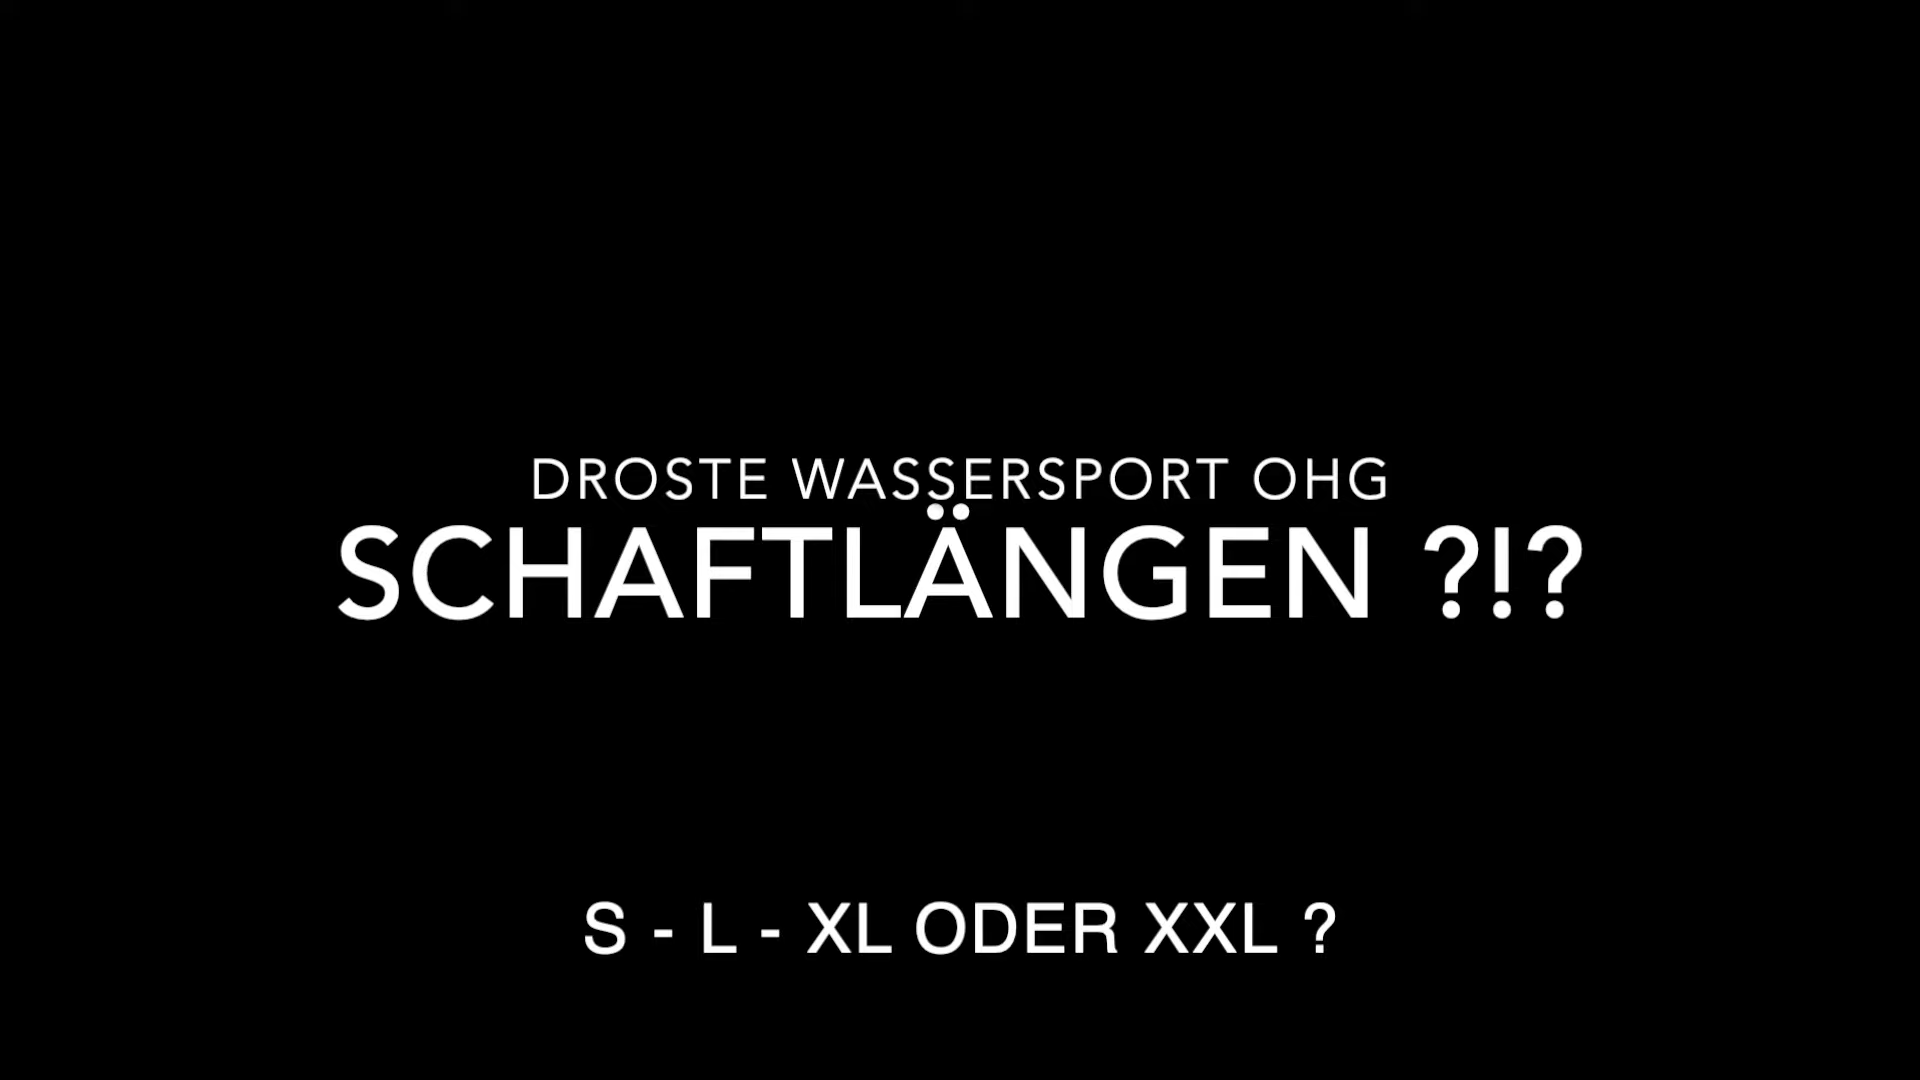 DROSTE WASSERSPORT OHG
SCHAFTLÄNGEN ?!?
S - L - XL ODER XXL ?